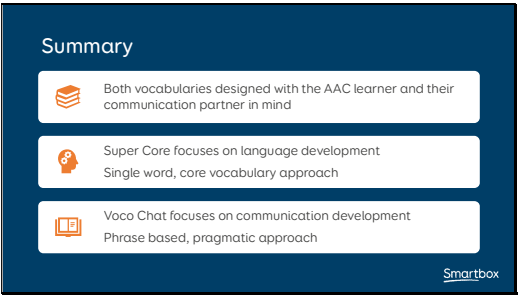 Summary
Both vocabularies designed with the AAC learner and their
communication partner in mind
Super Core focuses on language development
Single word, core vocabulary approach
Voco Chat focuses on communication development
Phrase based, pragmatic approach
Smartbox